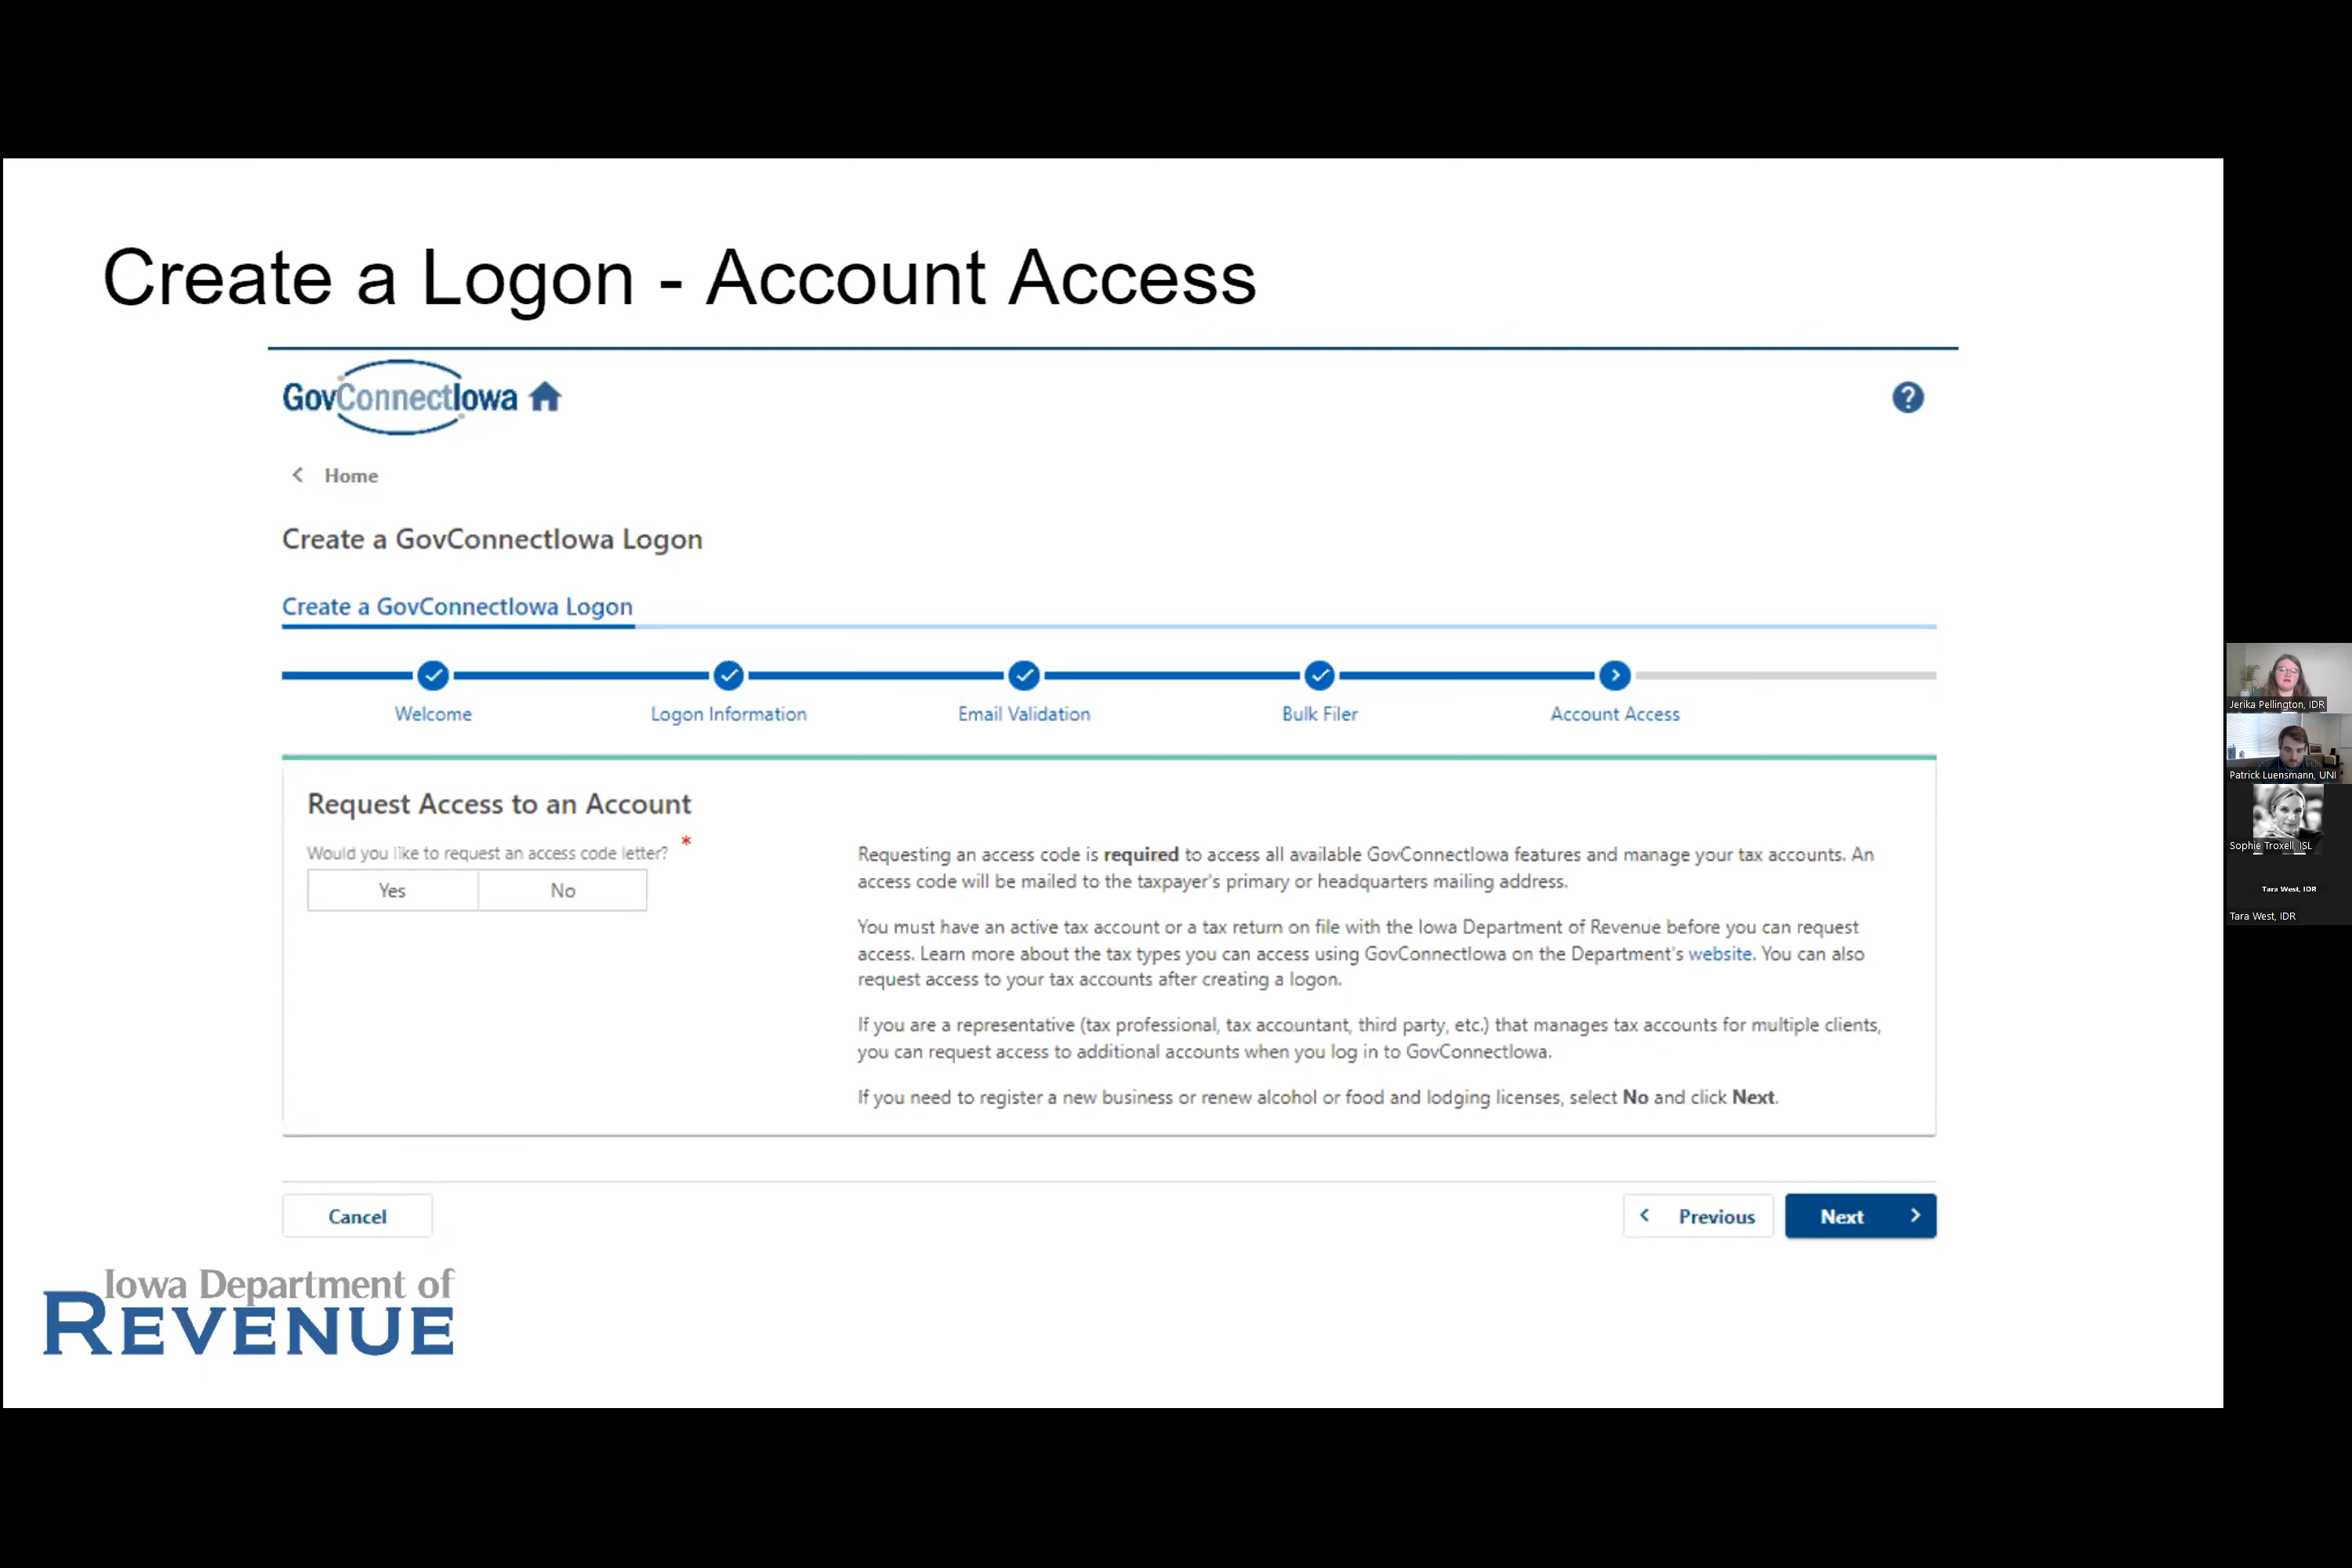 Create a Logon - Account Access
GovConnectIowa
Home
Create a GovConnectIowa Logon
Create a GovConnectIowa Logon
Welcome
Logon Information
Email Validation
Bulk Filer
Account Access
Request Access to an Account
Would you like to request an access code letter? *
Yes
No
Requesting an access code is required to access all available GovConnectIowa features and manage your tax accounts. An
access code will be mailed to the taxpayer's primary or headquarters mailing address.
You must have an active tax account or a tax return on file with the Iowa Department of Revenue before you can request
access. Learn more about the tax types you can access using GovConnectIowa on the Department's website. You can also
request access to your tax accounts after creating a logon.
If you are a representative (tax professional, tax accountant, third party, etc.) that manages tax accounts for multiple clients,
you can request access to additional accounts when you log in to GovConnectIowa.
If you need to register a new business or renew alcohol or food and lodging licenses, select No and click Next.
Cancel
Previous
Next
Iowa Department of
REVENUE
Jerika Pellington, IDR
Patrick Luensmann, UNI
Sophie Troxell, ISL
Tara West, IDR
Tara West, IDR